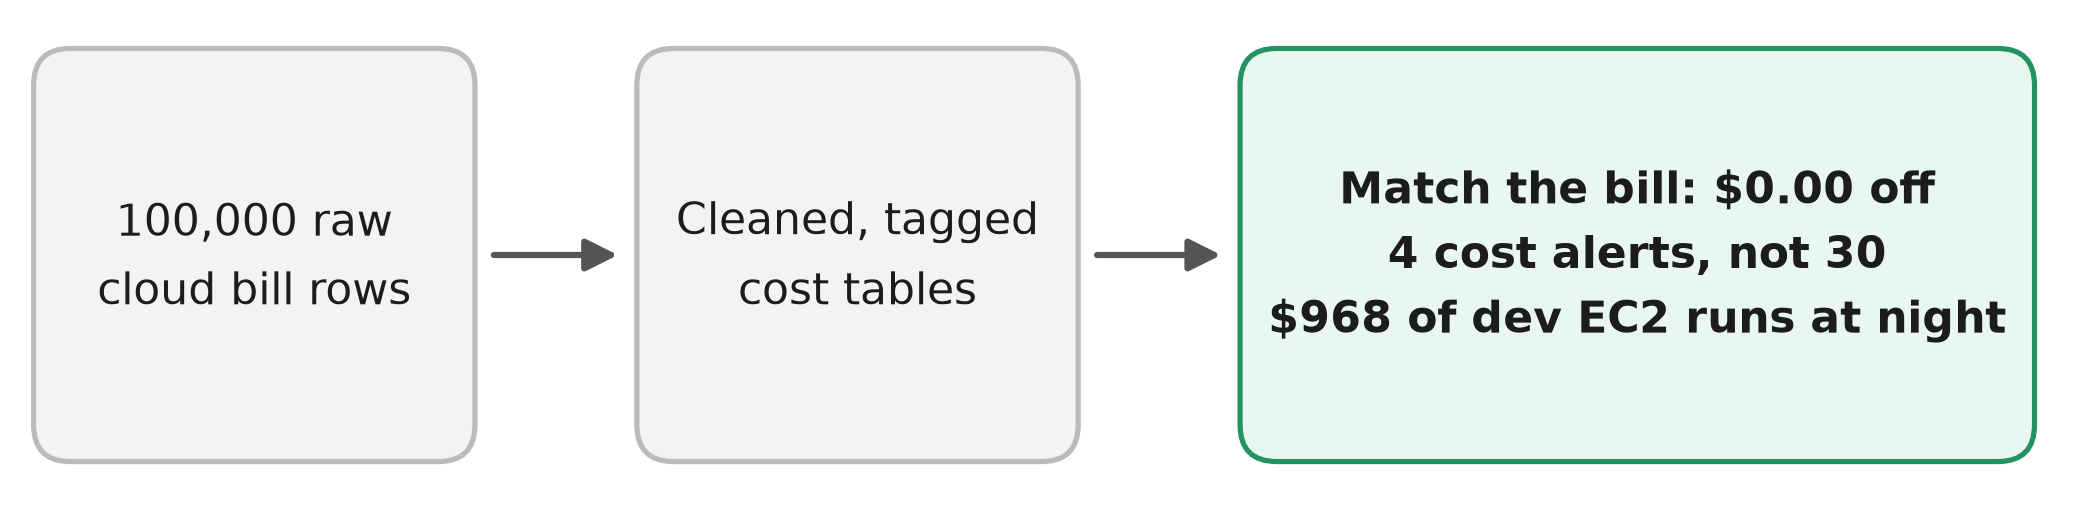 100,000 raw
cloud bill rows
Cleaned, tagged
cost tables
Match the bill: $0.00 off
4 cost alerts, not 30
$968 of dev EC2 runs at night